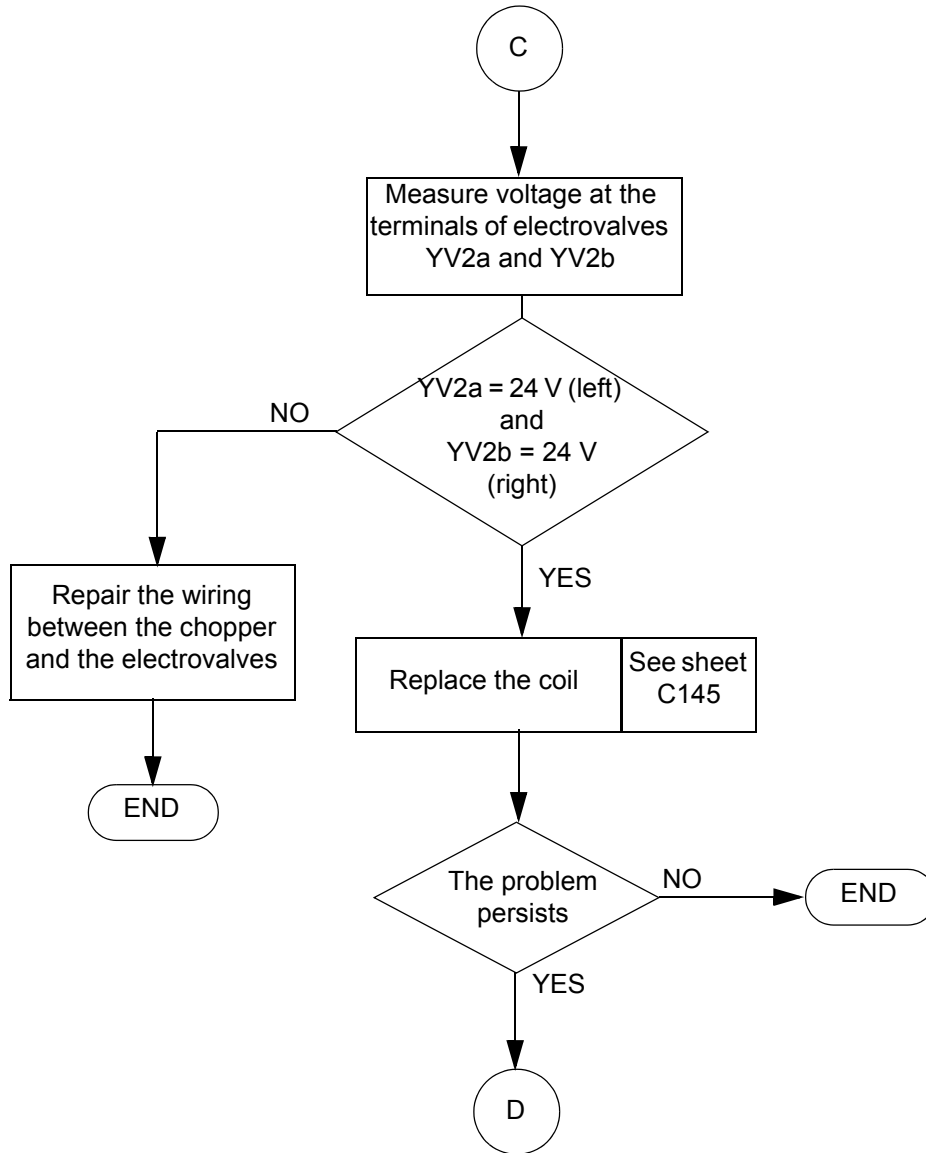 C
Measure voltage at the
terminals of electrovalves
YV2a and YV2b
YV2a = 24 V (left)
and
YV2b = 24 V
(right)
NO
YES
Repair the wiring
between the chopper
and the electrovalves
END
Replace the coil
See sheet
C145
The problem
persists
NO
END
YES
D